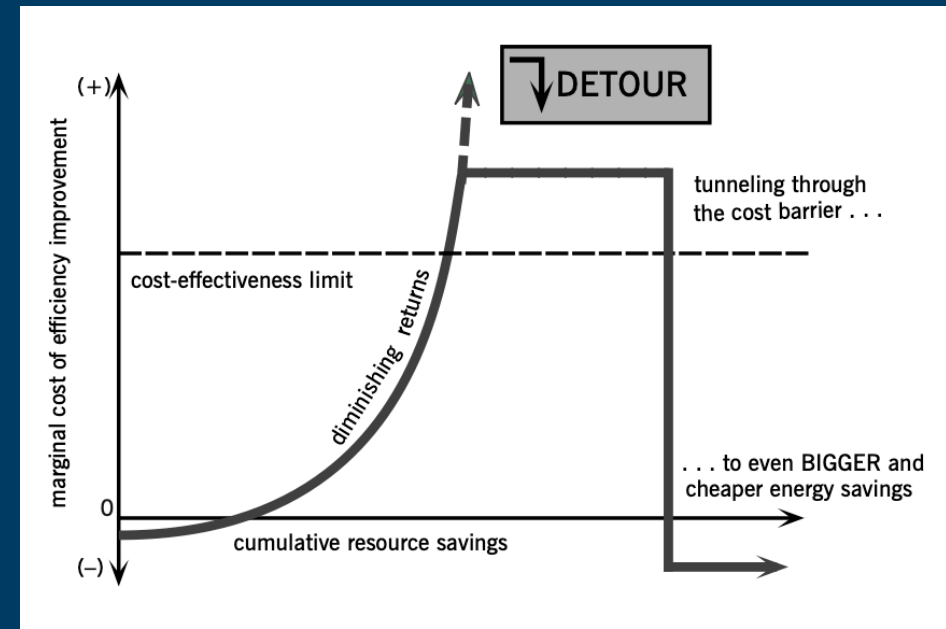 DETOUR
(+)
marginal cost of efficiency improvement
tunneling through
the cost barrier . . .
cost-effectiveness limit
diminishing returns
. . . to even BIGGER and
cheaper energy savings
0
cumulative resource savings
(–)